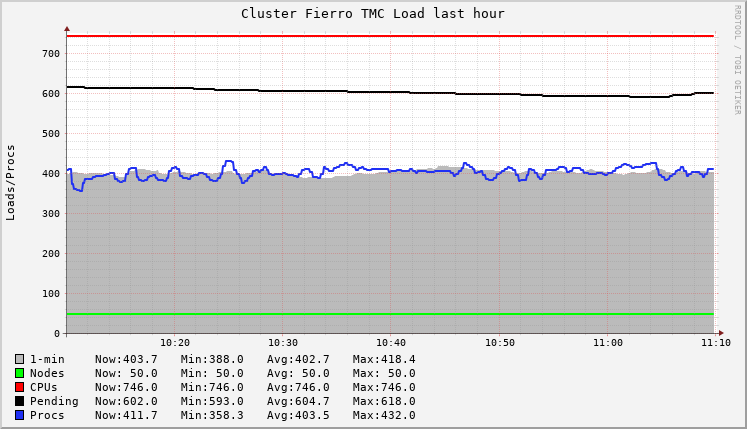 Cluster Fierro TMC Load last hour
RRDTOOL / TOBI OETIKER
Loads/Procs
700
600
500
400
300
200
100
0
10:20 10:30 10:40 10:50 11:00 11:10
1-min Now:403.7 Min:388.0 Avg:402.7 Max:418.4
Nodes Now: 50.0 Min: 50.0 Avg: 50.0 Max: 50.0
CPUs Now:746.0 Min:746.0 Avg:746.0 Max:746.0
Pending Now:602.0 Min:593.0 Avg:604.7 Max:618.0
Procs Now:411.7 Min:358.3 Avg:403.5 Max:432.0